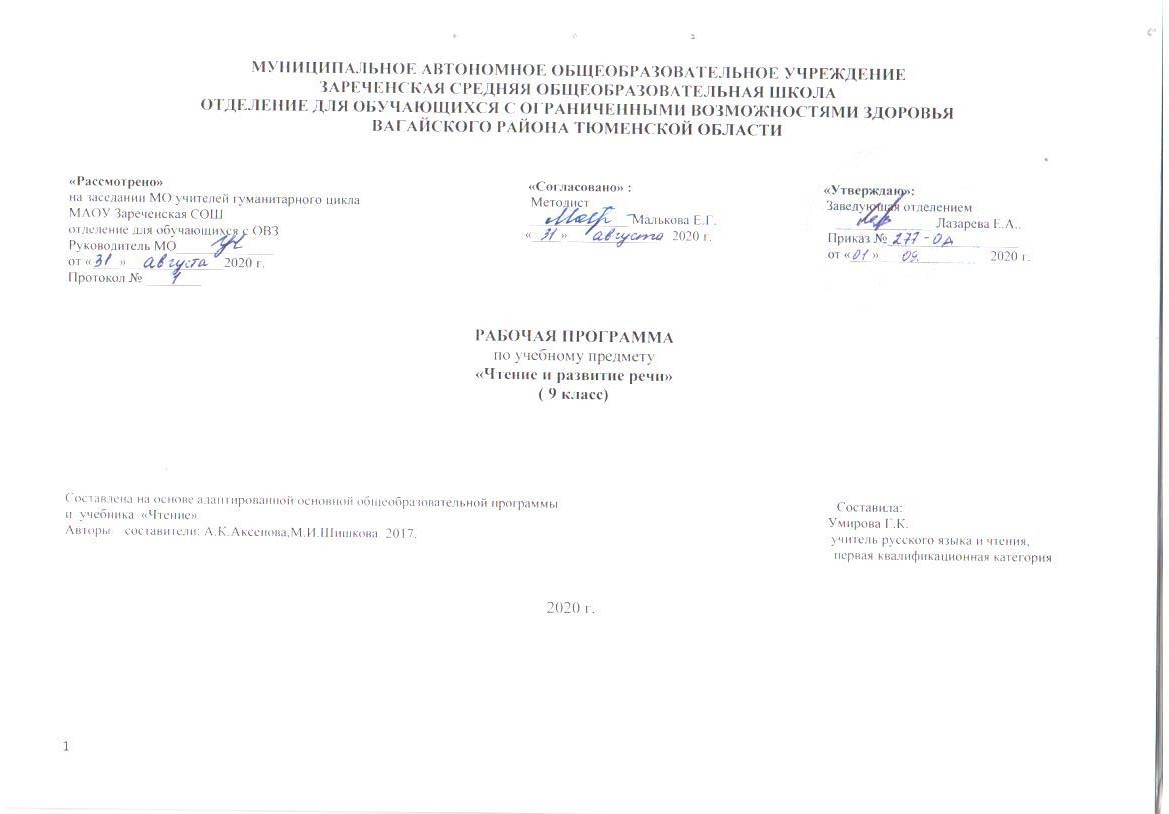 МУНИЦИПАЛЬНОЕ АВТОНОМНОЕ ОБЩЕОБРАЗОВАТЕЛЬНОЕ УЧРЕЖДЕНИЕ
ЗАРЕЧЕНСКАЯ СРЕДНЯЯ ОБЩЕОБРАЗОВАТЕЛЬНАЯ ШКОЛА
ОТДЕЛЕНИЕ ДЛЯ ОБУЧАЮЩИХСЯ С ОГРАНИЧЕННЫМИ ВОЗМОЖНОСТЯМИ ЗДОРОВЬЯ
ВАГАЙСКОГО РАЙОНА ТЮМЕНСКОЙ ОБЛАСТИ
«Рассмотрено»
на заседании МО учителей гуманитарного цикла
МАОУ Зареченская СОШ
отделение для обучающихся с ОВЗ
Руководитель МО
от «31» августа 2020 г.
Протокол № 1
«Согласовано» :
Методист
Малькова Е.Г.
«31» августа 2020 г.
«Утверждаю»:
Заведующая отделением
Лазарева Е.А..
Приказ № 277-ОД
от «01» 09. 2020 г.
РАБОЧАЯ ПРОГРАММА
по учебному предмету
«Чтение и развитие речи»
( 9 класс)
Составлена на основе адаптированной основной общеобразовательной программы
и учебника «Чтение»
Авторы составители: А.К.Аксенова,М.И.Шишкова 2017.
Составила:
Умирова Г.К.
учитель русского языка и чтения,
первая квалификационная категория
2020 г.
1